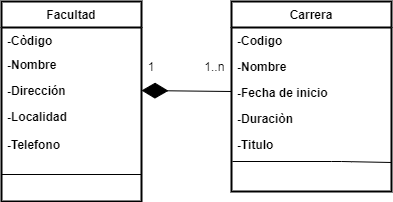 Facultad
-Còdigo
-Nombre
-Dirección
-Localidad
-Telefono
1
1..n
Carrera
-Codigo
-Nombre
-Fecha de inicio
-Duraciòn
-Titulo